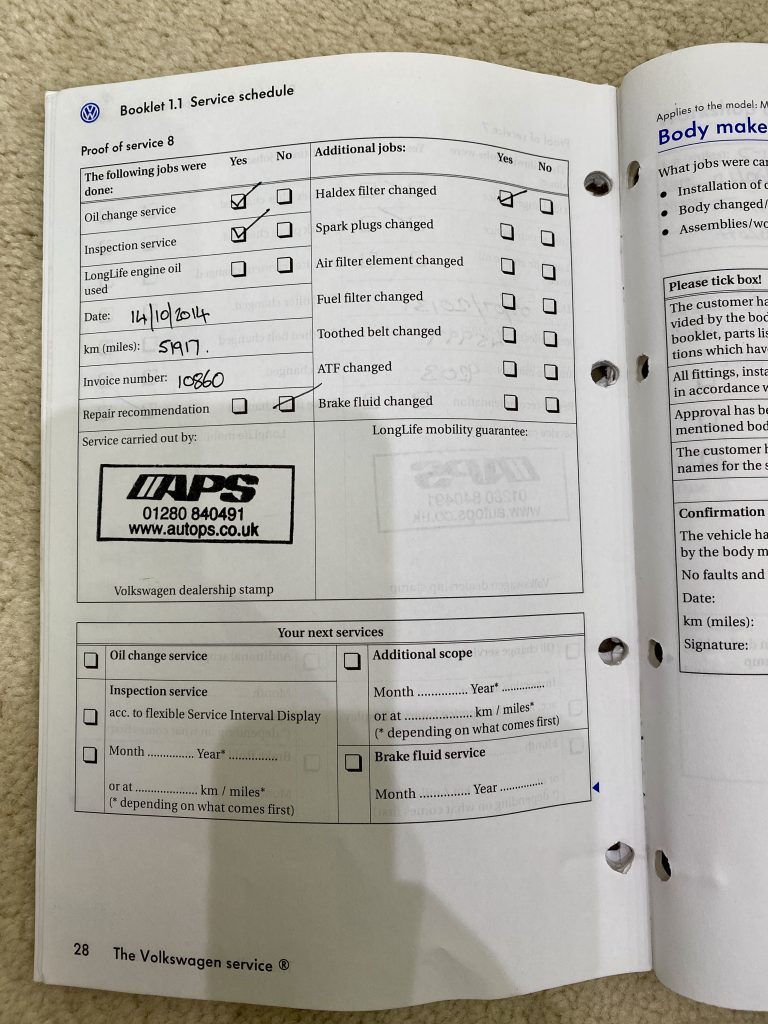 Booklet 1.1 Service schedule
Proof of service 8
The following jobs were done: Yes No
Oil change service
Inspection service
LongLife engine oil used
Date: 14/10/2014
km (miles): 51917.
Invoice number: 10860
Repair recommendation
Additional jobs: Yes No
Haldex filter changed
Spark plugs changed
Air filter element changed
Fuel filter changed
Toothed belt changed
ATF changed
Brake fluid changed
Service carried out by:
APS
01280 840491
www.autops.co.uk
Volkswagen dealership stamp
LongLife mobility guarantee:
Your next services
Oil change service
Inspection service
acc. to flexible Service Interval Display
Month .............. Year* ..............
or at ................... km / miles*
(* depending on what comes first)
Additional scope
Month .............. Year* ..............
or at .................... km / miles*
(* depending on what comes first)
Brake fluid service
Month .............. Year ..............
28 The Volkswagen service ®
Applies to the model: M
Body make
What jobs were car
• Installation of
• Body changed/
• Assemblies/wo
Please tick box!
The customer ha
vided by the bod
booklet, parts lis
tions which have
All fittings, insta
in accordance w
Approval has be
mentioned bod
The customer h
names for the s
Confirmation
The vehicle ha
by the body m
No faults and
Date:
km (miles):
Signature: